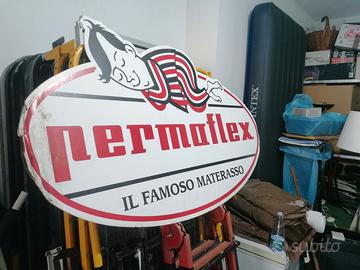 permaflex
IL FAMOSO MATERASSO
INTEX
subito